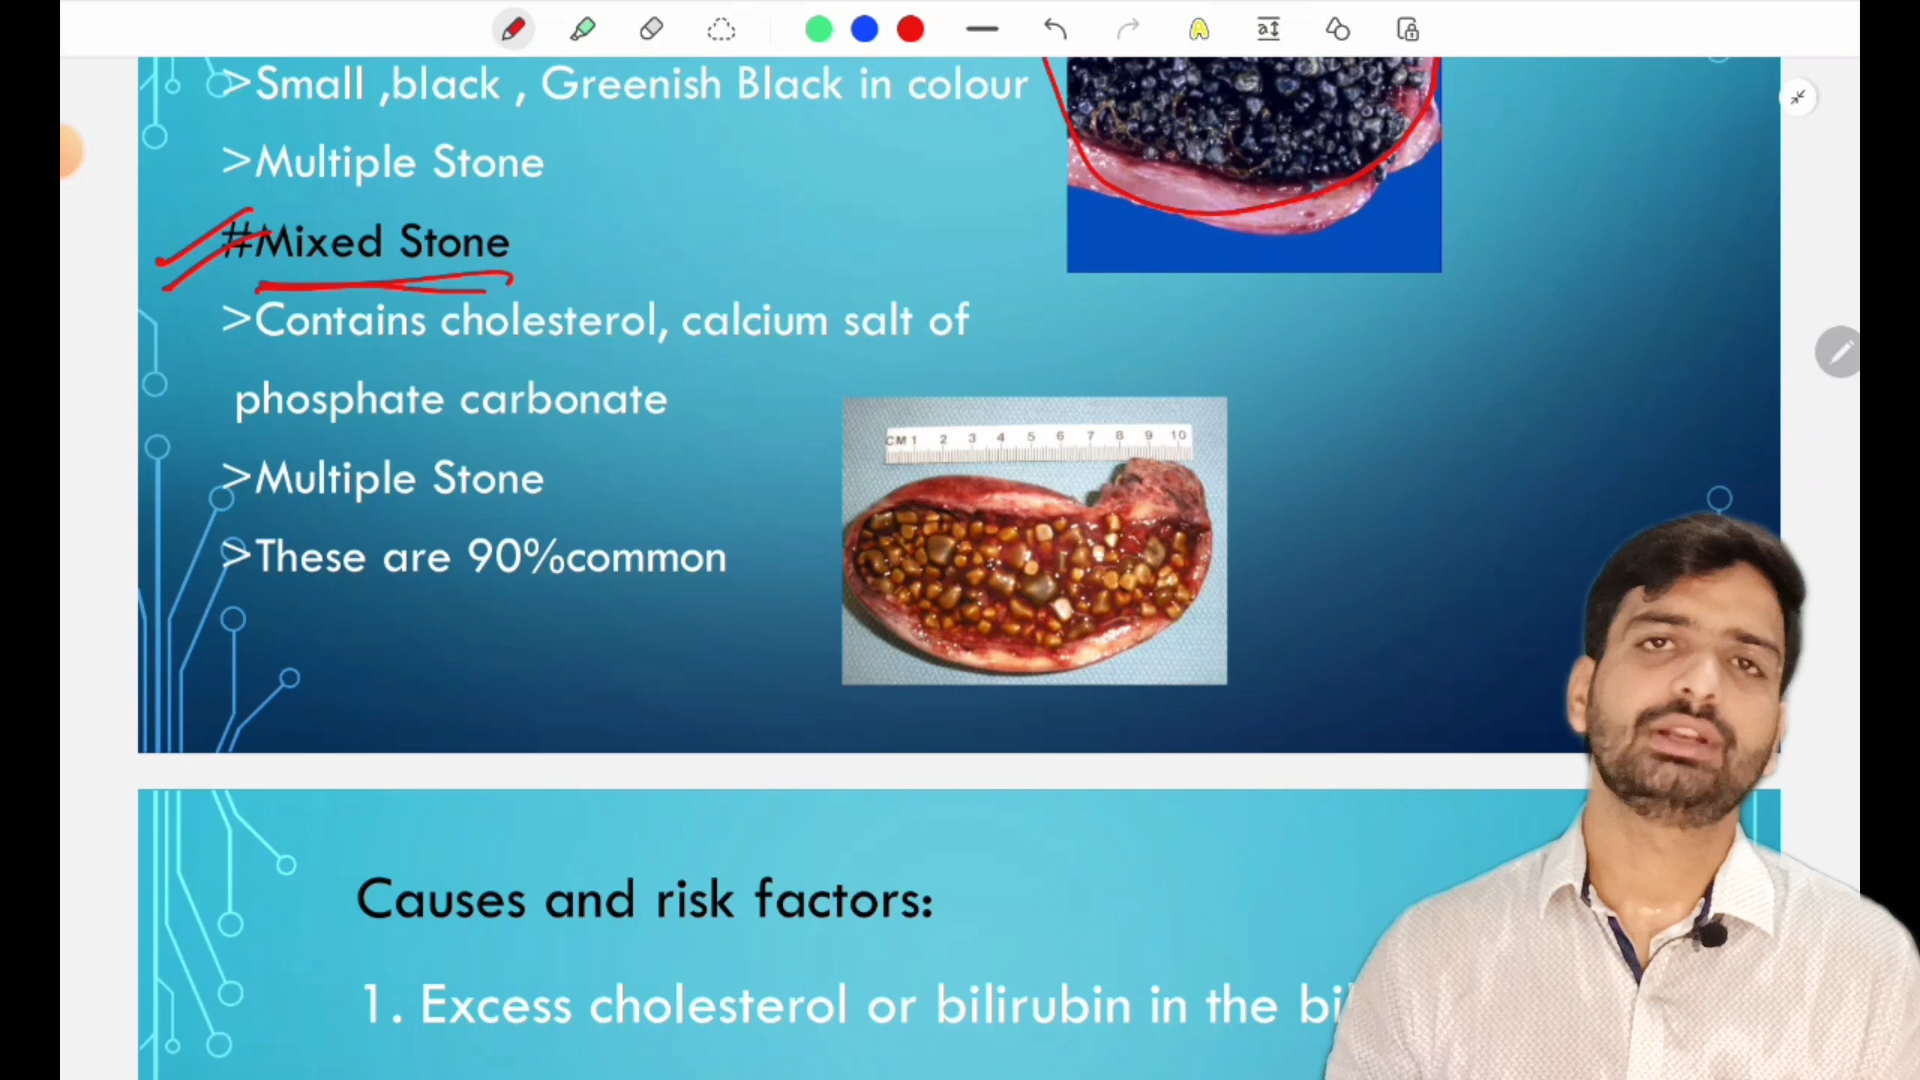 >Small ,black , Greenish Black in colour
>Multiple Stone
#Mixed Stone
>Contains cholesterol, calcium salt of
phosphate carbonate
>Multiple Stone
>These are 90%common
CM 1 2 3 4 5 6 7 8 9 10
Causes and risk factors:
1. Excess cholesterol or bilirubin in the